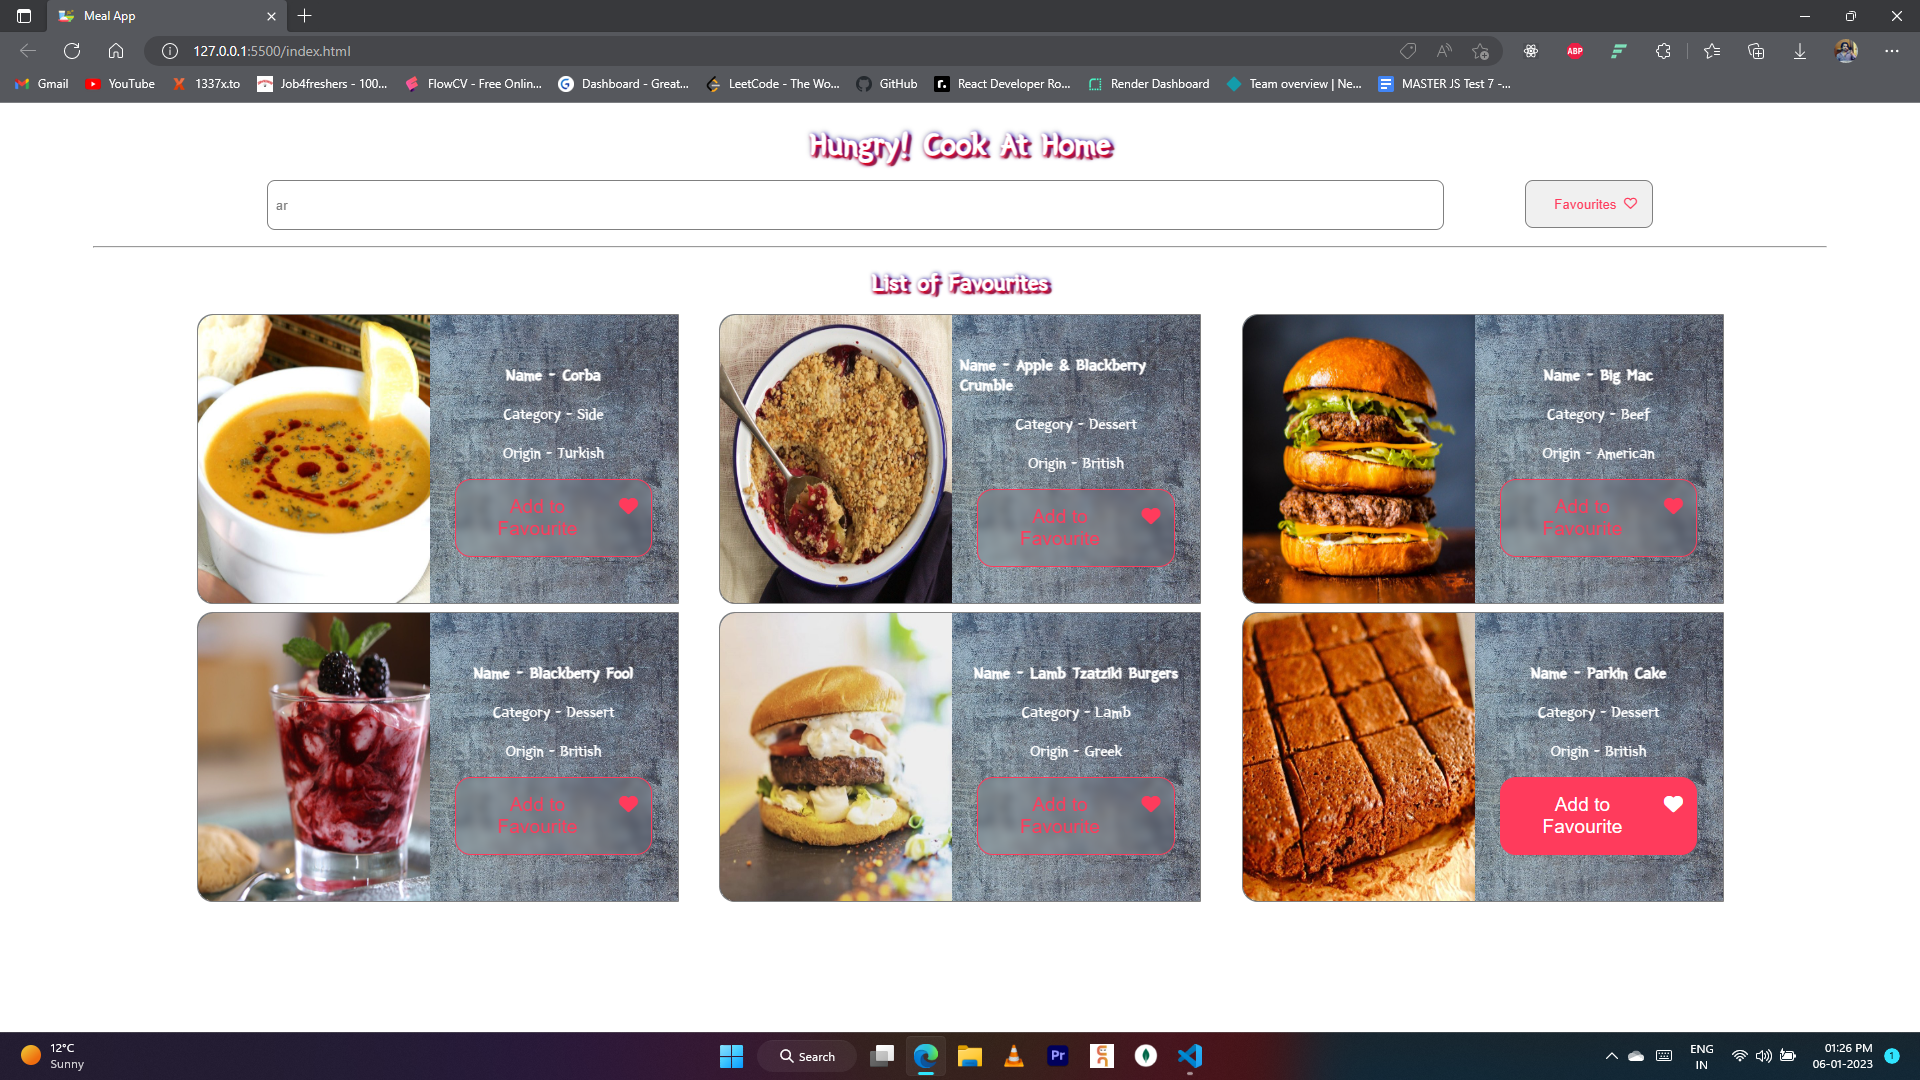 Meal App
127.0.0.1:5500/index.html
ABP
Gmail
YouTube
1337x.to
Job4freshers - 100...
FlowCV - Free Onlin...
Dashboard - Great...
LeetCode - The Wo...
GitHub
React Developer Ro...
Render Dashboard
Team overview | Ne...
MASTER JS Test 7 -...
Hungry! Cook At Home
ar
Favourites
List of Favourites
Name - Corba
Category - Side
Origin - Turkish
Add to
Favourite
Name - Apple & Blackberry
Crumble
Category - Dessert
Origin - British
Add to
Favourite
Name - Big Mac
Category - Beef
Origin - American
Add to
Favourite
Name - Blackberry Fool
Category - Dessert
Origin - British
Add to
Favourite
Name - Lamb Tzatziki Burgers
Category - Lamb
Origin - Greek
Add to
Favourite
Name - Parkin Cake
Category - Dessert
Origin - British
Add to
Favourite
12°C
Sunny
Search
Pr
ENG
IN
01:26 PM
06-01-2023
1